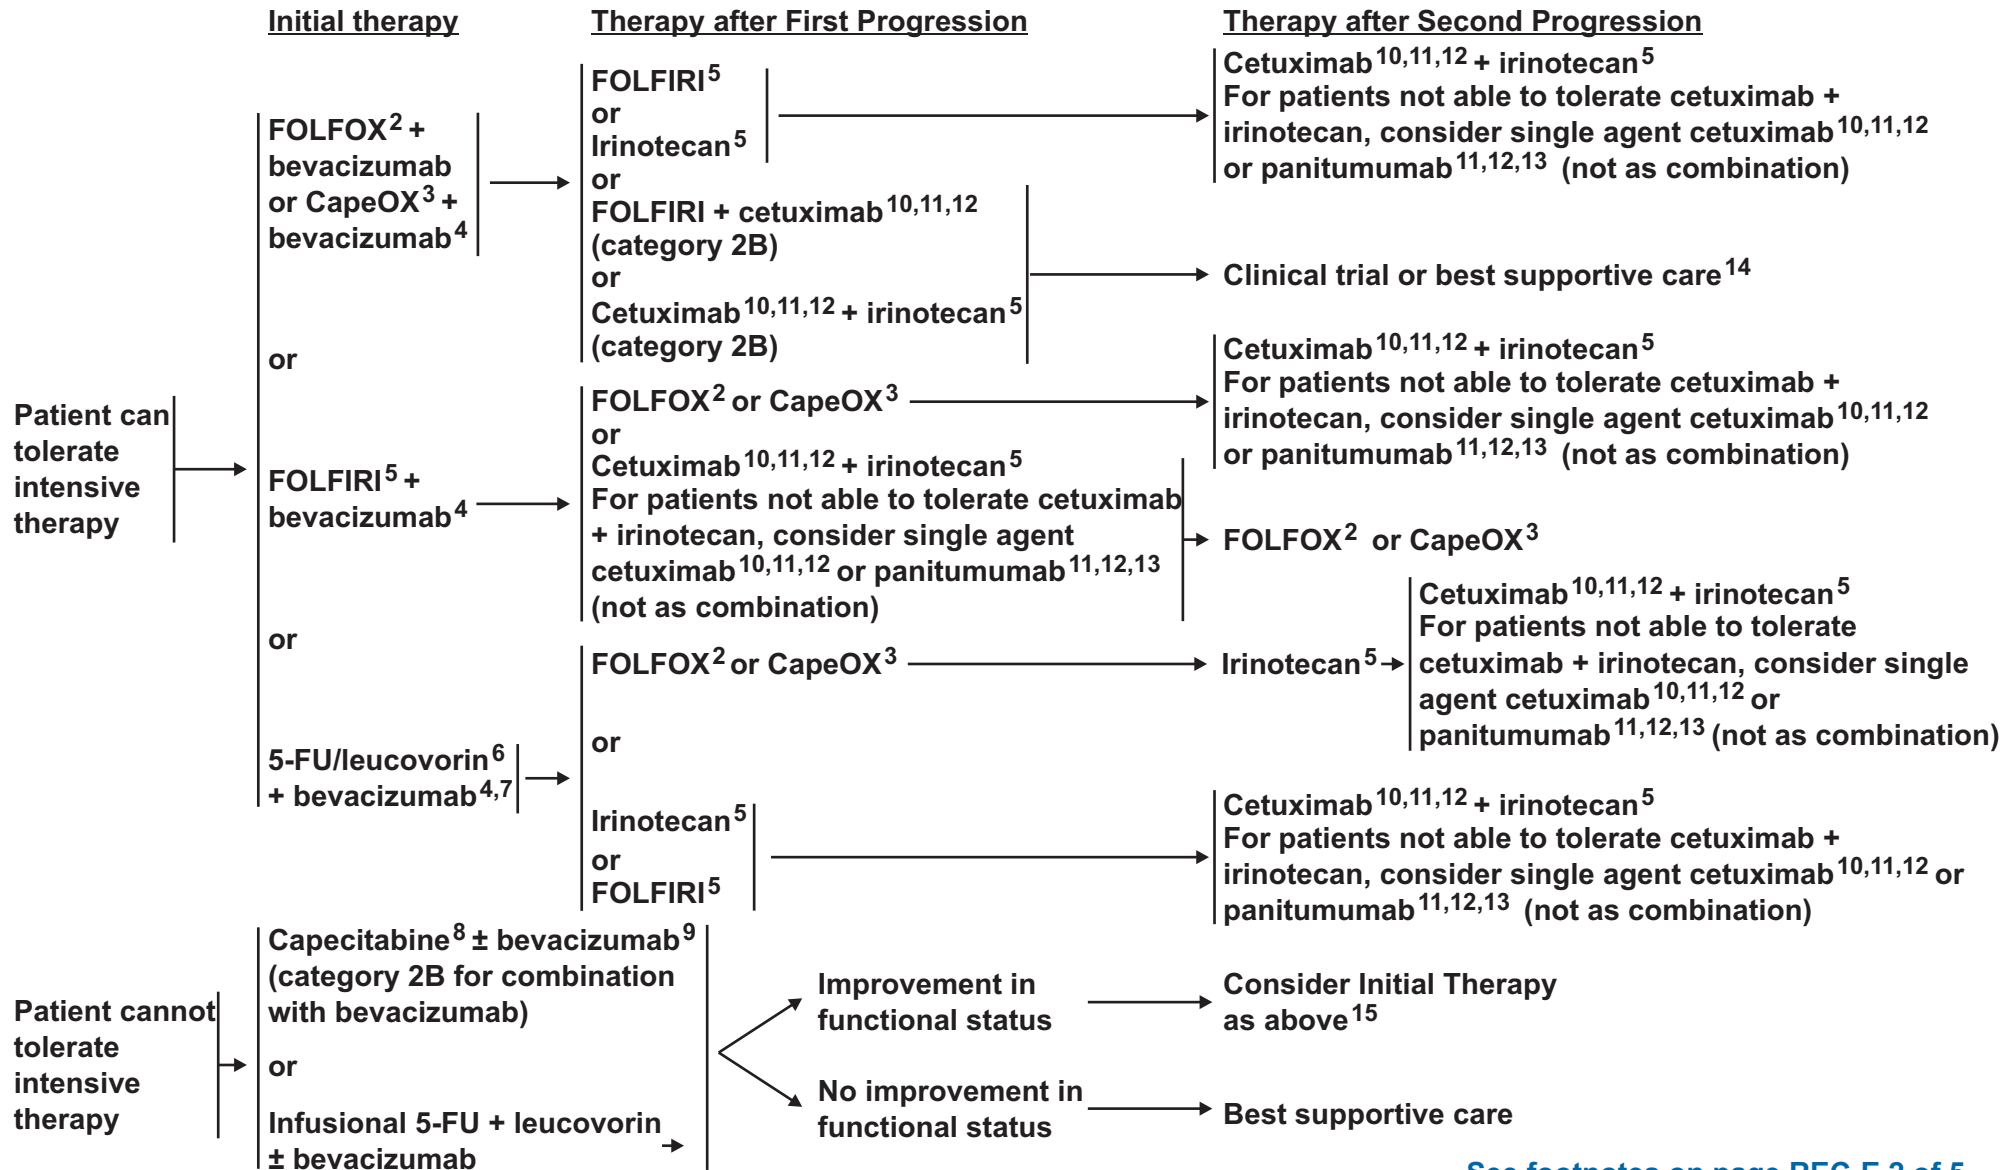 Initial therapy
Therapy after First Progression
Therapy after Second Progression
Patient can
tolerate
intensive
therapy
FOLFOX2 +
bevacizumab
or CapeOX3 +
bevacizumab4
or
FOLFIRI5 +
bevacizumab4
or
5-FU/leucovorin6
+ bevacizumab4,7
FOLFIRI5
or
Irinotecan5
or
FOLFIRI + cetuximab10,11,12
(category 2B)
or
Cetuximab10,11,12 + irinotecan5
(category 2B)
Cetuximab10,11,12 + irinotecan5
For patients not able to tolerate cetuximab +
irinotecan, consider single agent cetuximab10,11,12
or panitumumab11,12,13 (not as combination)
Clinical trial or best supportive care14
FOLFOX2 or CapeOX3
or
Cetuximab10,11,12 + irinotecan5
For patients not able to tolerate cetuximab
+ irinotecan, consider single agent
cetuximab10,11,12 or panitumumab11,12,13
(not as combination)
Cetuximab10,11,12 + irinotecan5
For patients not able to tolerate cetuximab +
irinotecan, consider single agent cetuximab10,11,12
or panitumumab11,12,13 (not as combination)
FOLFOX2 or CapeOX3
FOLFOX2 or CapeOX3
or
Irinotecan5
or
FOLFIRI5
Irinotecan5
Cetuximab10,11,12 + irinotecan5
For patients not able to tolerate
cetuximab + irinotecan, consider single
agent cetuximab10,11,12 or
panitumumab11,12,13 (not as combination)
Cetuximab10,11,12 + irinotecan5
For patients not able to tolerate cetuximab +
irinotecan, consider single agent cetuximab10,11,12 or
panitumumab11,12,13 (not as combination)
Patient cannot
tolerate
intensive
therapy
Capecitabine8 ± bevacizumab9
(category 2B for combination
with bevacizumab)
or
Infusional 5-FU + leucovorin
± bevacizumab
Improvement in
functional status
Consider Initial Therapy
as above15
No improvement in
functional status
Best supportive care
See footnotes on page REC-E 2 of 5